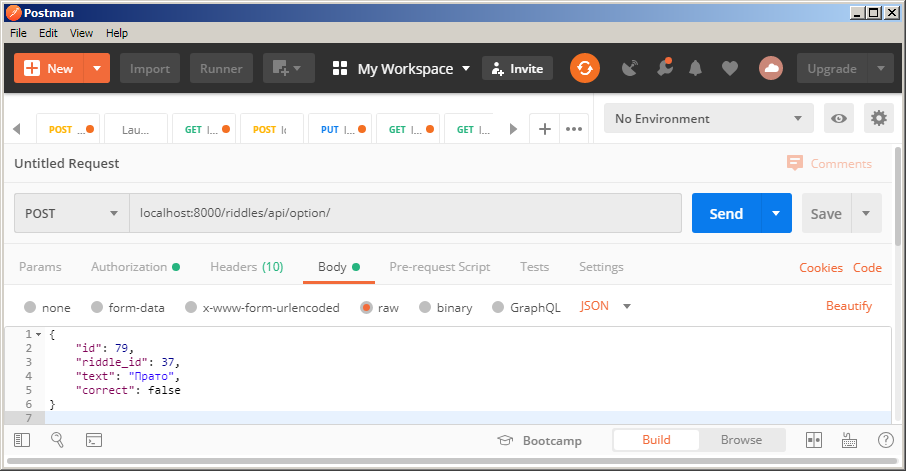 Postman
File Edit View Help
New Import Runner My Workspace Invite Upgrade
POST ... Lau... GET l... POST lo PUT l... GET l... GET l... No Environment
Untitled Request Comments
POST localhost:8000/riddles/api/option/ Send Save
Params Authorization Headers (10) Body Pre-request Script Tests Settings Cookies Code
none form-data x-www-form-urlencoded raw binary GraphQL JSON Beautify
1 {
2 "id": 79,
3 "riddle_id": 37,
4 "text": "Прато",
5 "correct": false
6 }
7
Bootcamp Build Browse ?